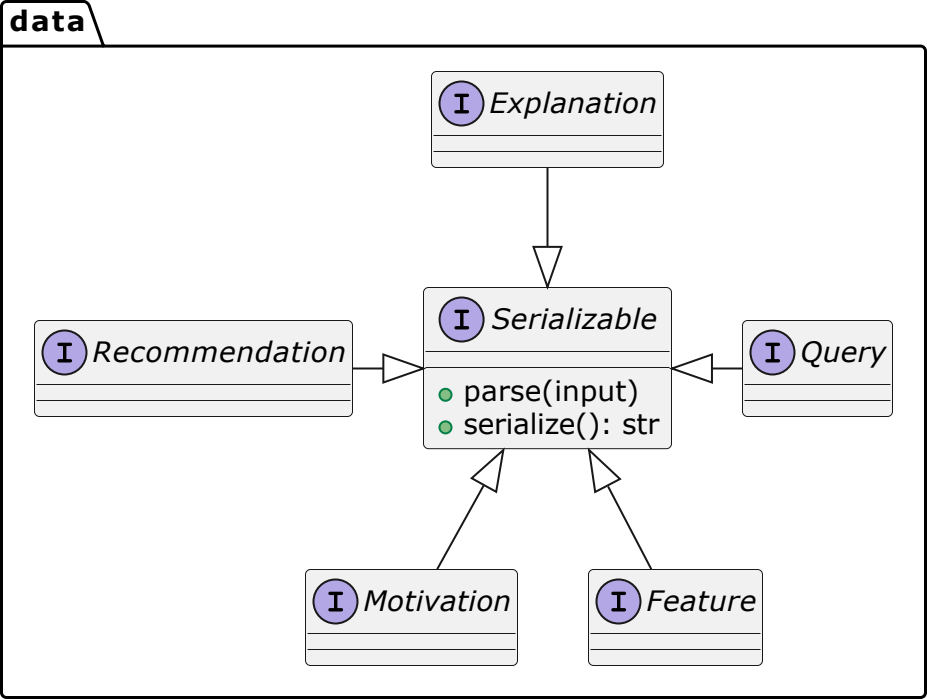 data
I Explanation
I Serializable
parse(input)
serialize(): str
I Recommendation
I Query
I Motivation
I Feature